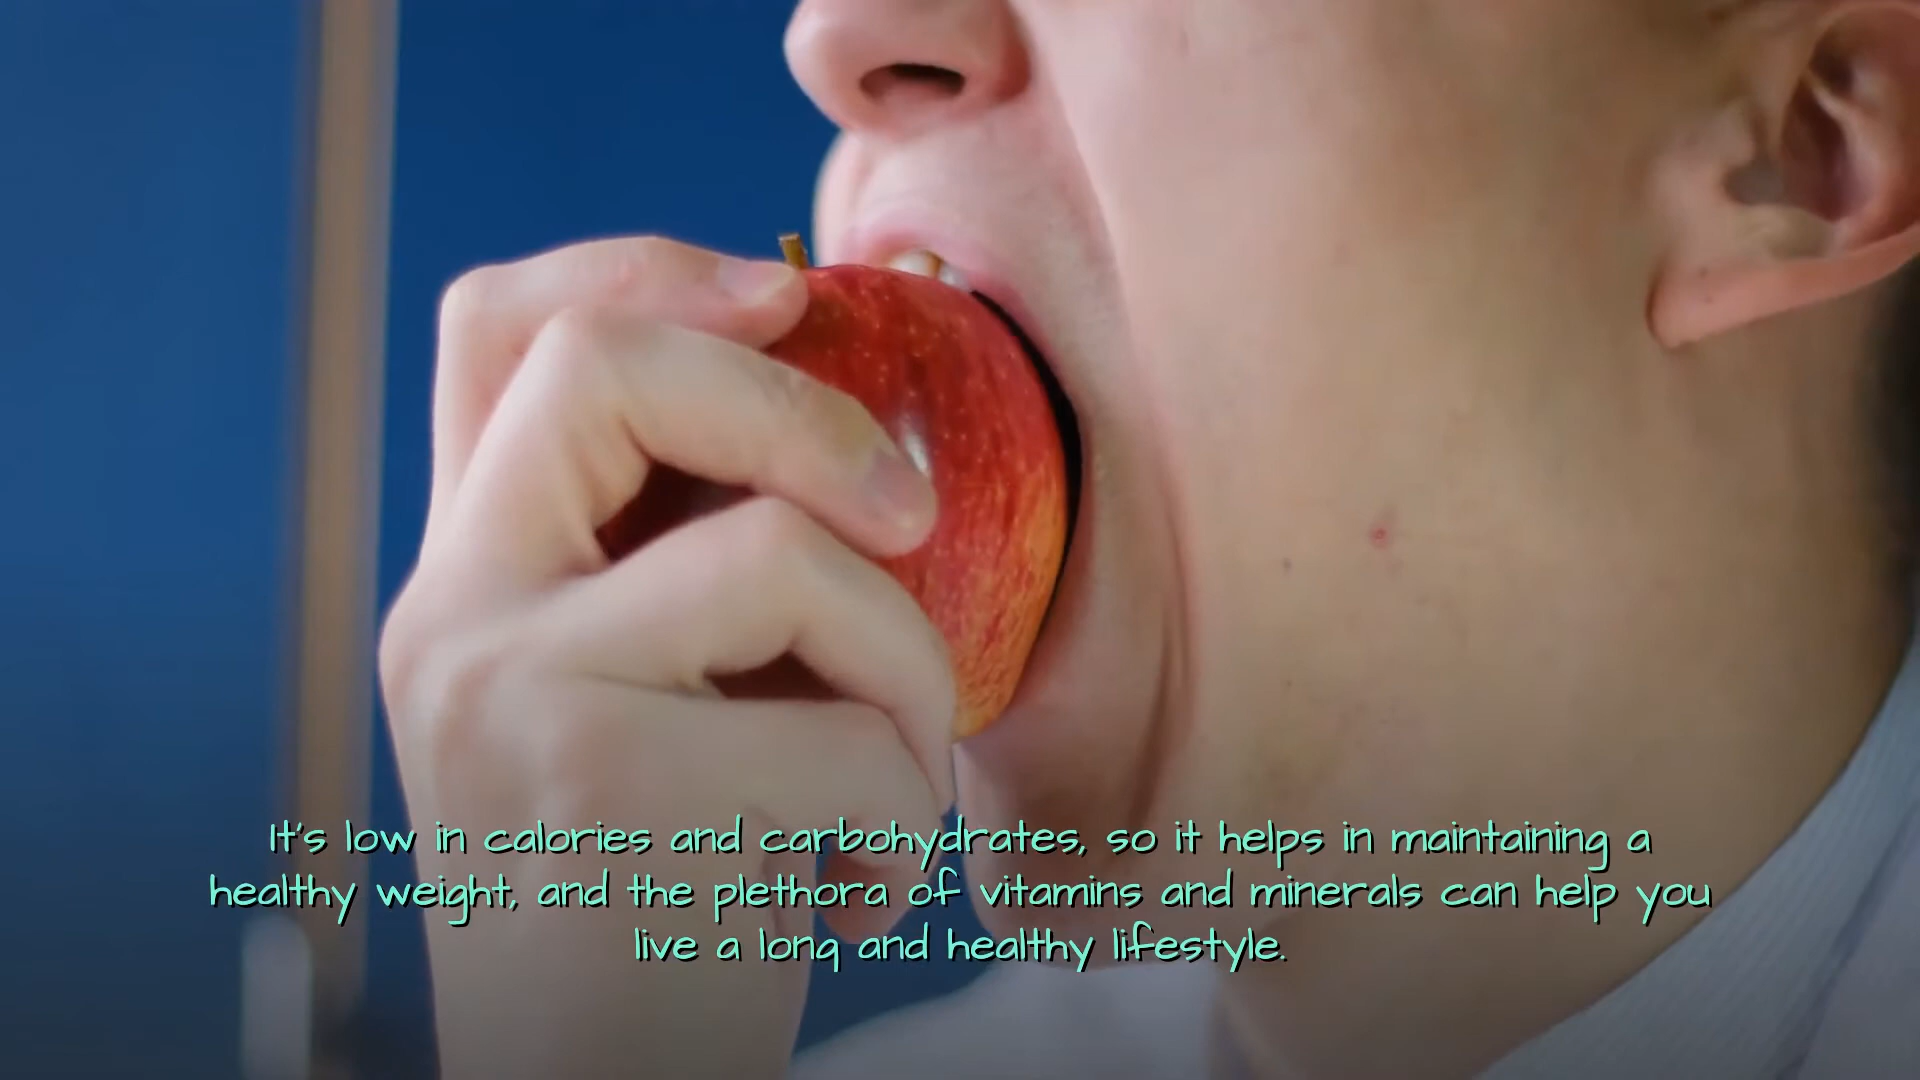 It's low in calories and carbohydrates, so it helps in maintaining a
healthy weight, and the plethora of vitamins and minerals can help you
live a long and healthy lifestyle.